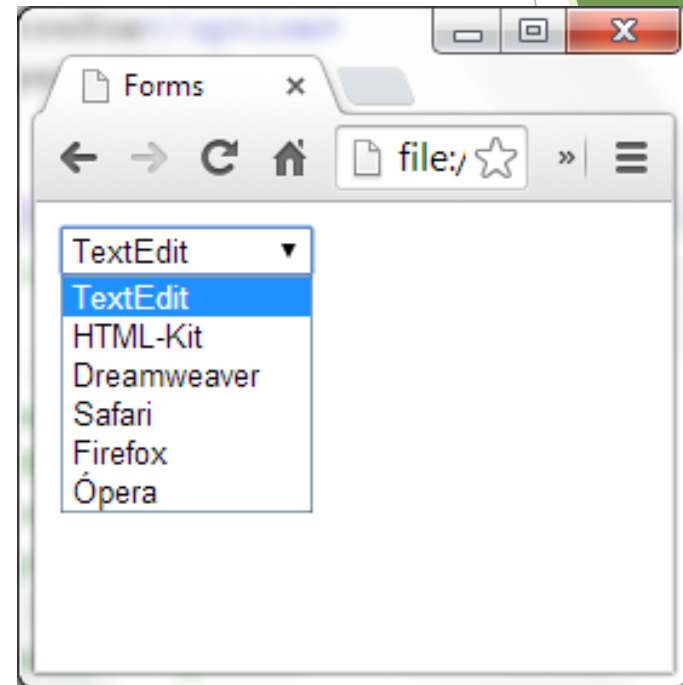 Forms
file:/
TextEdit
TextEdit
HTML-Kit
Dreamweaver
Safari
Firefox
Ópera